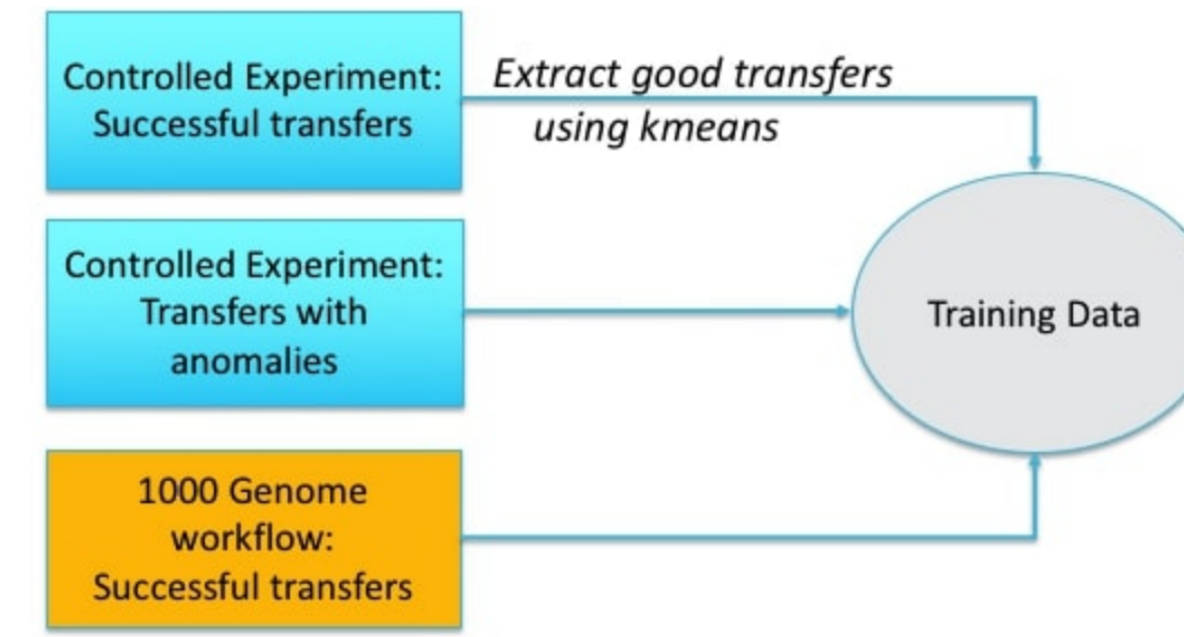 Controlled Experiment:
Successful transfers
Extract good transfers
using kmeans
Controlled Experiment:
Transfers with
anomalies
Training Data
1000 Genome
workflow:
Successful transfers